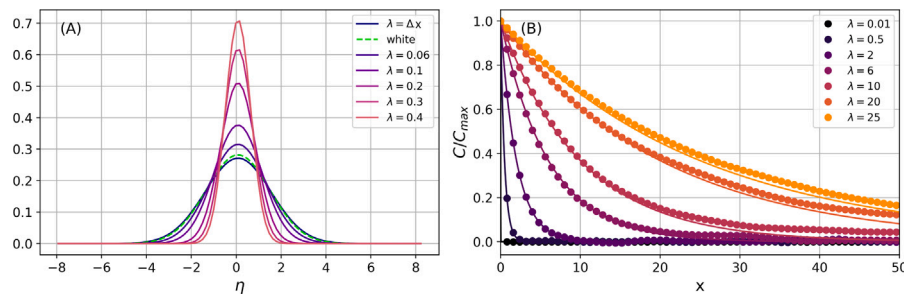 (A)
λ = Δx
white
λ = 0.06
λ = 0.1
λ = 0.2
λ = 0.3
λ = 0.4
0.7
0.6
0.5
0.4
0.3
0.2
0.1
0.0
−8 −6 −4 −2 0 2 4 6 8
η
(B)
λ = 0.01
λ = 0.5
λ = 2
λ = 6
λ = 10
λ = 20
λ = 25
C/Cmax
1.0
0.8
0.6
0.4
0.2
0.0
0 10 20 30 40 50
x